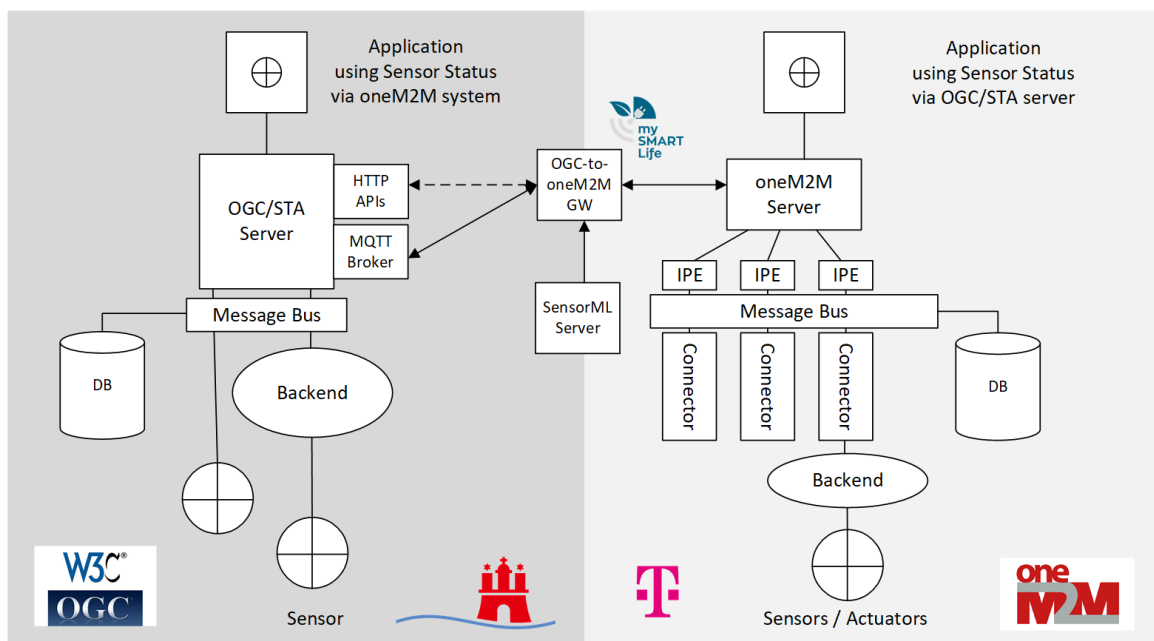 Application
using Sensor Status
via oneM2M system
Application
using Sensor Status
via OGC/STA server
my
SMART
Life
OGC/STA
Server
HTTP
APIs
MQTT
Broker
OGC-to-
oneM2M
GW
oneM2M
Server
SensorML
Server
IPE
IPE
IPE
Message Bus
Message Bus
DB
Backend
Connector
Connector
Connector
DB
Backend
W3C®
OGC
Sensor
T
Sensors / Actuators
one
M2M